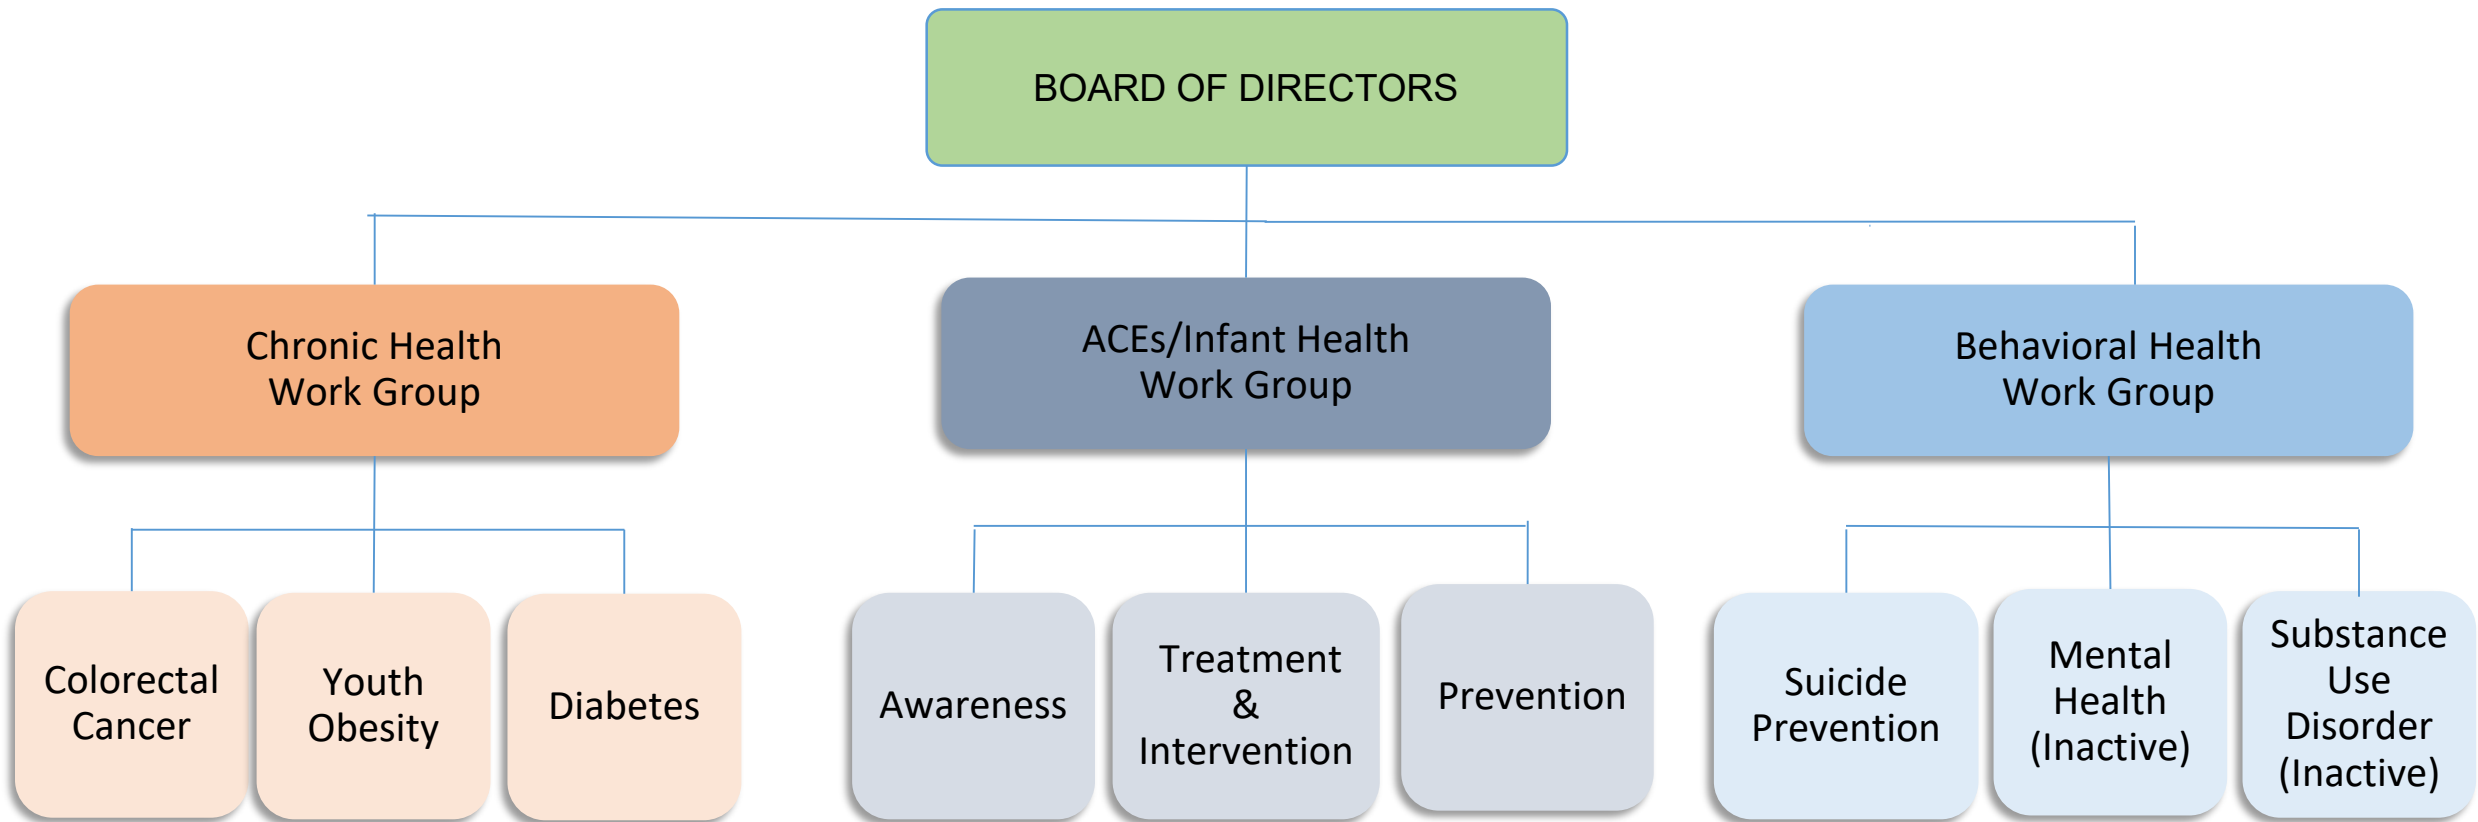 BOARD OF DIRECTORS
Chronic Health
Work Group
ACEs/Infant Health
Work Group
Behavioral Health
Work Group
Colorectal
Cancer
Youth
Obesity
Diabetes
Awareness
Treatment
&
Intervention
Prevention
Suicide
Prevention
Mental
Health
(Inactive)
Substance
Use
Disorder
(Inactive)